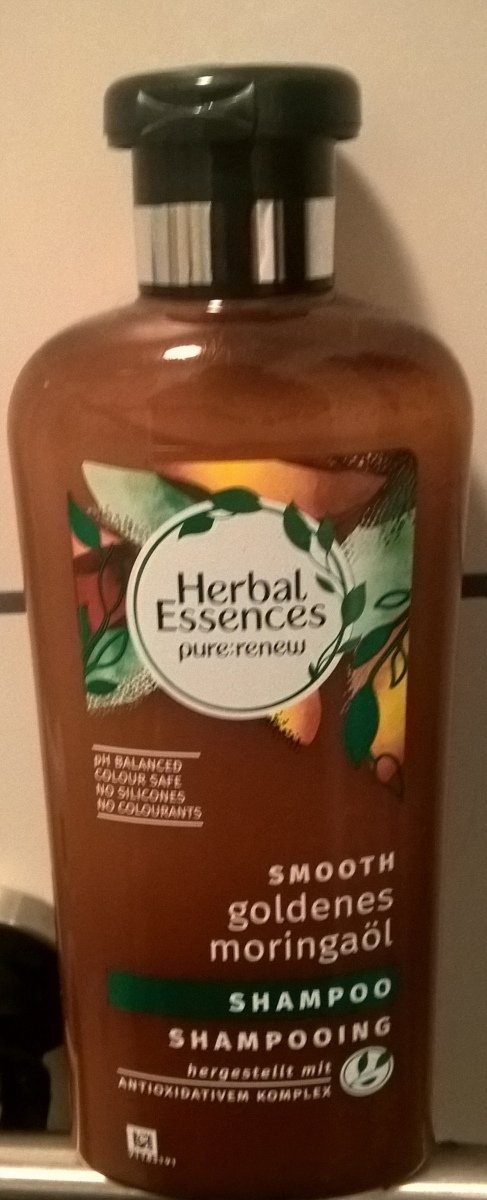 Herbal
Essences
pure:renew
pH BALANCED
COLOUR SAFE
NO SILICONES
NO COLOURANTS
SMOOTH
goldenes
moringaöl
SHAMPOO
SHAMPOOING
hergestellt mit
ANTIOXIDATIVEM KOMPLEX